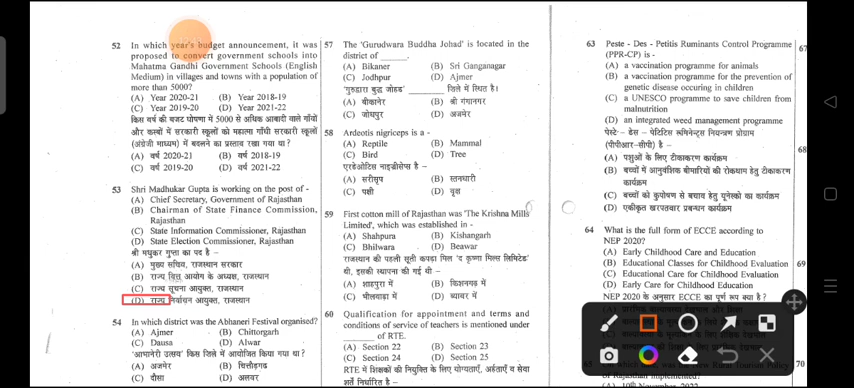 52 In which year's budget announcement, it was
proposed to convert government schools into
Mahatma Gandhi Government Schools (English
Medium) in villages and towns with a population of
more than 5000?
(A) Year 2020-21 (B) Year 2018-19
(C) Year 2019-20 (D) Year 2021-22
किस वर्ष की बजट घोषणा में 5000 से अधिक आबादी वाले गाँवों
और कस्बों में सरकारी स्कूलों को महात्मा गाँधी सरकारी स्कूलों
(अंग्रेजी माध्यम) में बदलने का प्रस्ताव रखा गया था ?
(A) वर्ष 2020-21 (B) वर्ष 2018-19
(C) वर्ष 2019-20 (D) वर्ष 2021-22
53 Shri Madhukar Gupta is working on the post of -
(A) Chief Secretary, Government of Rajasthan
(B) Chairman of State Finance Commission,
Rajasthan
(C) State Information Commissioner, Rajasthan
(D) State Election Commissioner, Rajasthan
श्री मधुकर गुप्ता का पद है –
(A) मुख्य सचिव, राजस्थान सरकार
(B) राज्य वित्त आयोग के अध्यक्ष, राजस्थान
(C) राज्य सूचना आयुक्त, राजस्थान
(D) राज्य निर्वाचन आयुक्त, राजस्थान
54 In which district was the Abhaneri Festival organised?
(A) Ajmer (B) Chittorgarh
(C) Dausa (D) Alwar
'आभानेरी उत्सव' किस जिले में आयोजित किया गया था ?
(A) अजमेर (B) चित्तौड़गढ़
(C) दौसा (D) अलवर
57 The 'Gurudwara Buddha Johad' is located in the
district of ______.
(A) Bikaner (B) Sri Ganganagar
(C) Jodhpur (D) Ajmer
'गुरुद्वारा बुड्ढ जोहड' ______ जिले में स्थित है।
(A) बीकानेर (B) श्री गंगानगर
(C) जोधपुर (D) अजमेर
58 Ardeotis nigriceps is a -
(A) Reptile (B) Mammal
(C) Bird (D) Tree
एरडेओटिस नाइग्रीसेप्स है –
(A) सरीसृप (B) स्तनधारी
(C) पक्षी (D) वृक्ष
59 First cotton mill of Rajasthan was 'The Krishna Mills
Limited', which was established in -
(A) Shahpura (B) Kishangarh
(C) Bhilwara (D) Beawar
राजस्थान की पहली सूती कपड़ा मिल 'द कृष्णा मिल्स लिमिटेड'
थी, इसकी स्थापना की गई थी –
(A) शाहपुरा में (B) किशनगढ़ में
(C) भीलवाड़ा में (D) ब्यावर में
60 Qualification for appointment and terms and
conditions of service of teachers is mentioned under
______ of RTE.
(A) Section 22 (B) Section 23
(C) Section 24 (D) Section 25
RTE में शिक्षकों की नियुक्ति के लिए योग्यताएँ, अर्हताएँ व सेवा
शर्तें निर्धारित है –
63 Peste - Des - Petitis Ruminants Control Programme
(PPR-CP) is -
(A) a vaccination programme for animals
(B) a vaccination programme for the prevention of
genetic disease occuring in children
(C) a UNESCO programme to save children from
malnutrition
(D) an integrated weed management programme
पेस्टे – डेस – पेटिटिस रूमिनेन्ट्स नियन्त्रण प्रोग्राम
(पीपीआर–सीपी) है –
(A) पशुओं के लिए टीकाकरण कार्यक्रम
(B) बच्चों में आनुवंशिक बीमारियों की रोकथाम हेतु टीकाकरण
कार्यक्रम
(C) बच्चों को कुपोषण से बचाव हेतु यूनेस्को का कार्यक्रम
(D) एकीकृत खरपतवार प्रबन्धन कार्यक्रम
64 What is the full form of ECCE according to
NEP 2020?
(A) Early Childhood Care and Education
(B) Educational Classes for Childhood Evaluation
(C) Educational Care for Childhood Evaluation
(D) Early Care for Childhood Education
NEP 2020 के अनुसार ECCE का पूर्ण रूप क्या है ?
67
68
69
70